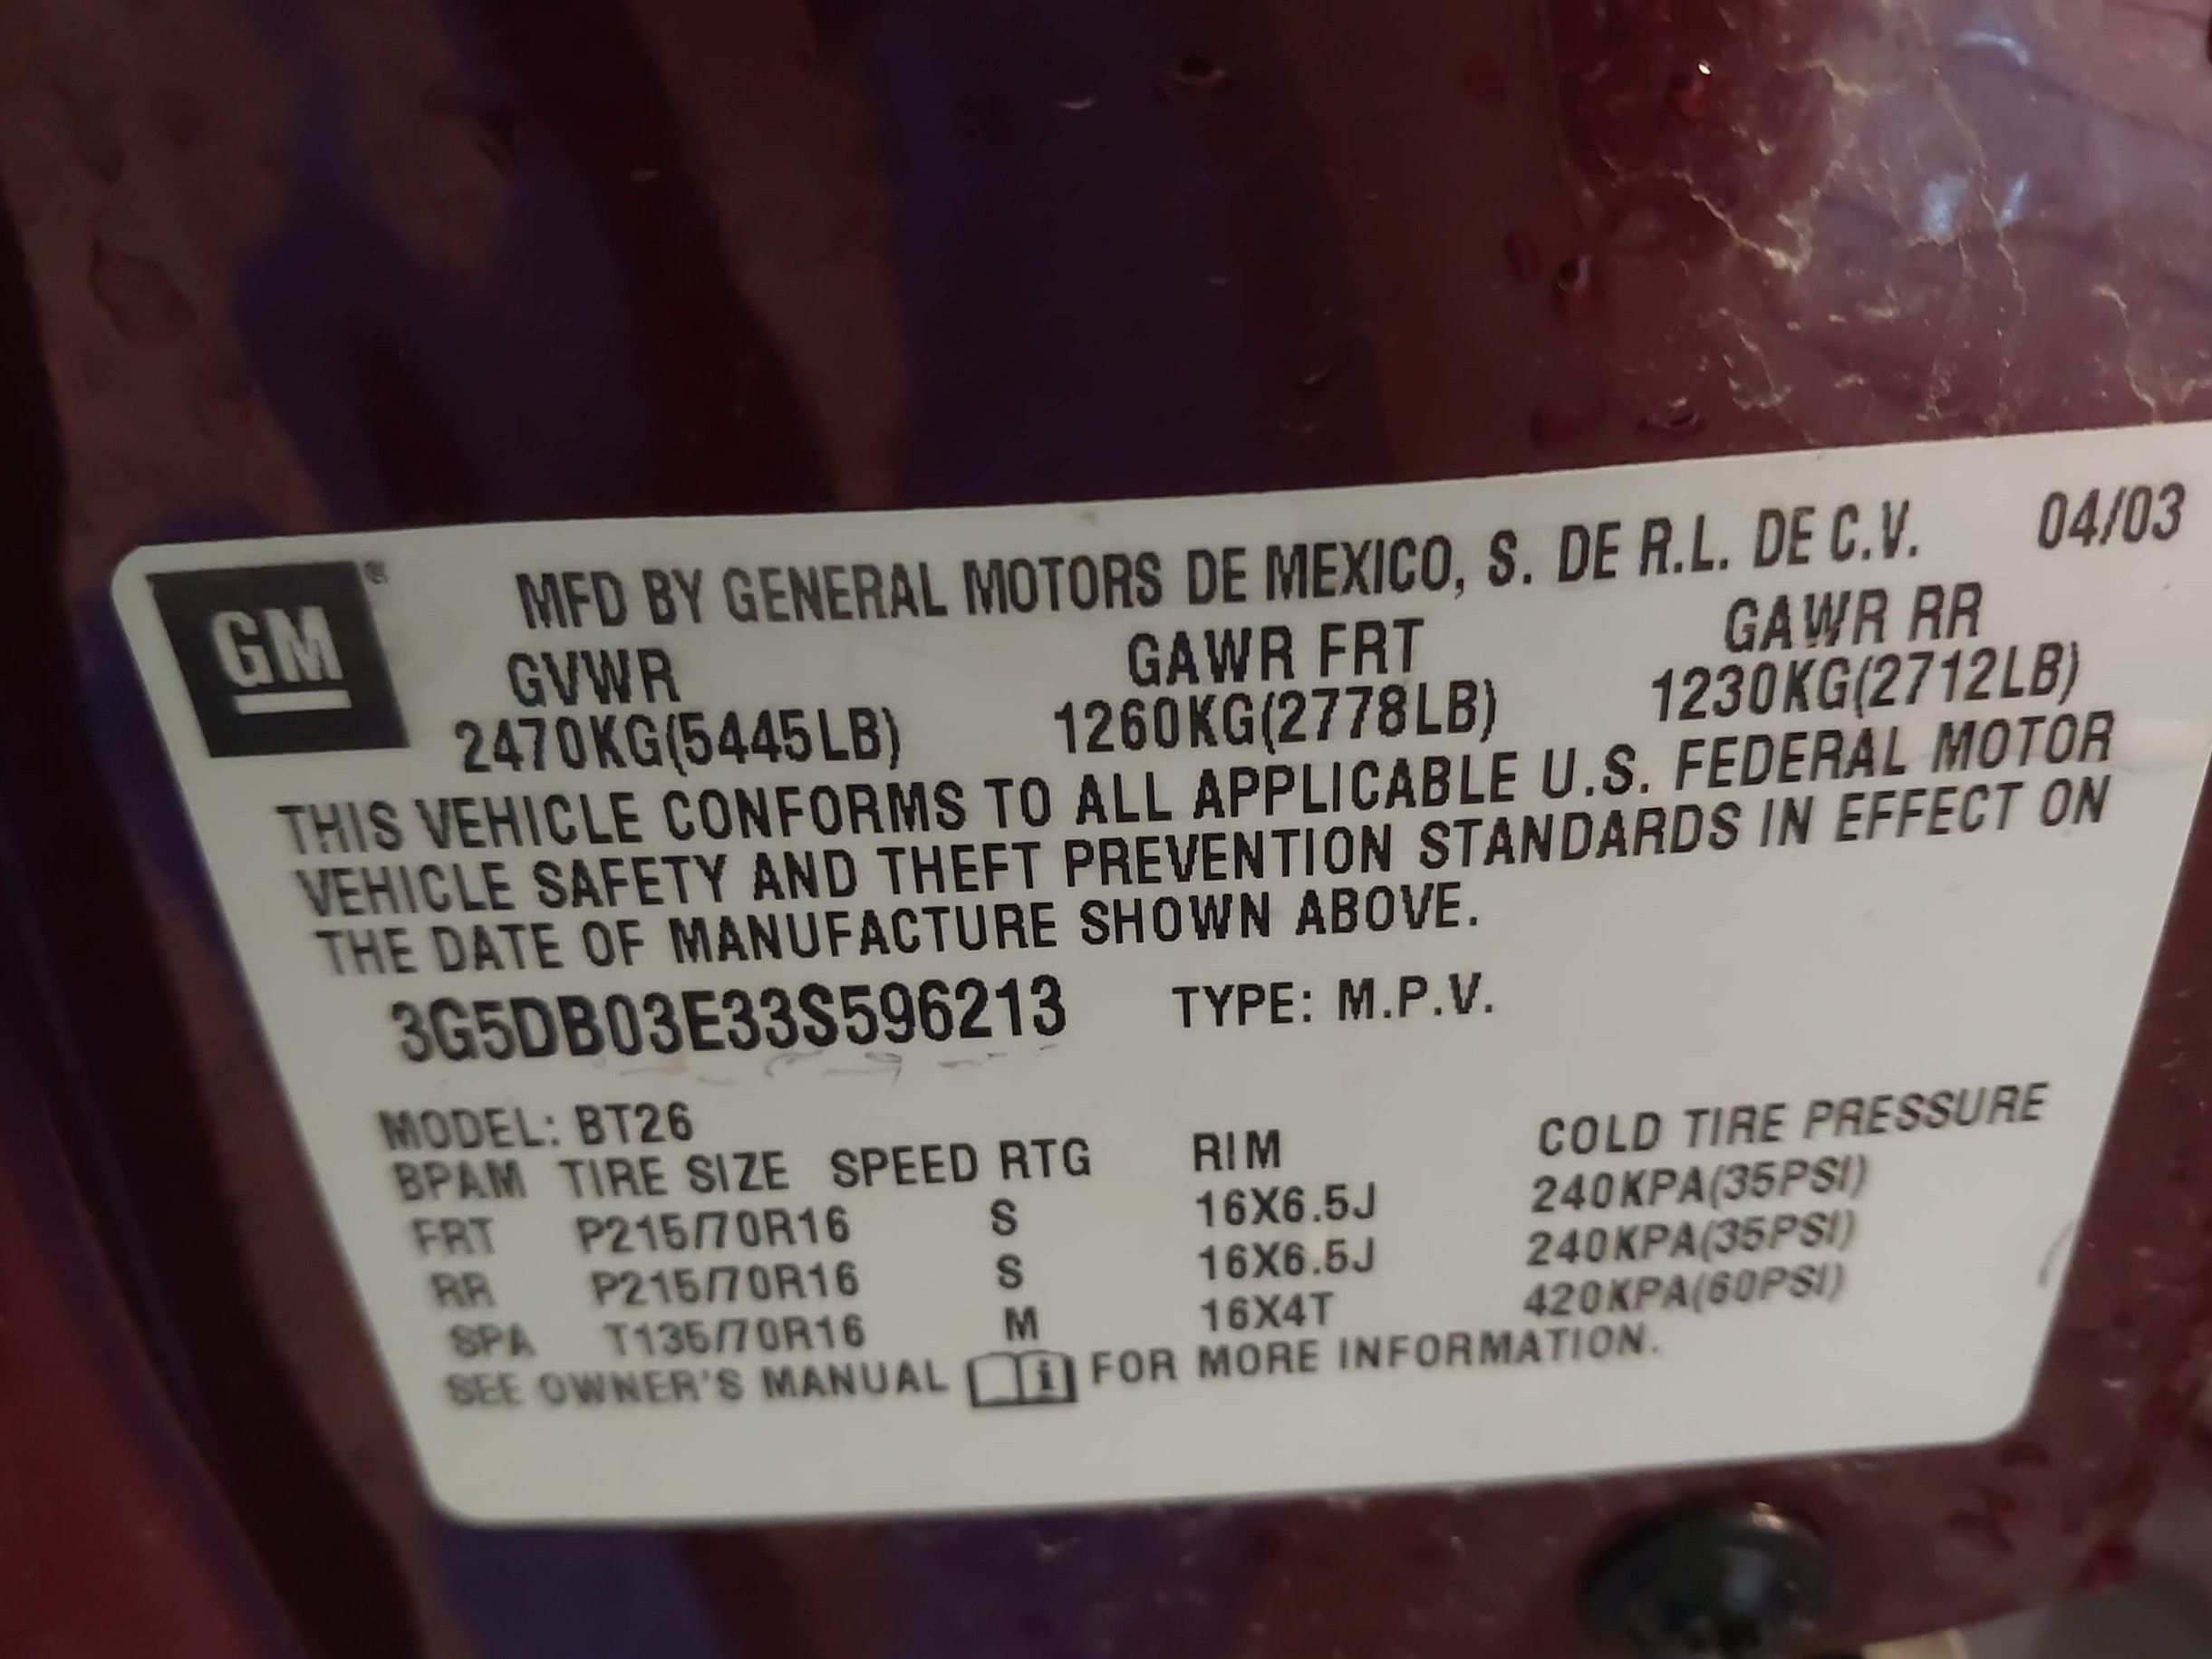 GM®
MFD BY GENERAL MOTORS DE MEXICO, S. DE R.L. DE C.V. 04/03
GVWR GAWR FRT GAWR RR
2470KG(5445LB) 1260KG(2778LB) 1230KG(2712LB)
THIS VEHICLE CONFORMS TO ALL APPLICABLE U.S. FEDERAL MOTOR
VEHICLE SAFETY AND THEFT PREVENTION STANDARDS IN EFFECT ON
THE DATE OF MANUFACTURE SHOWN ABOVE.
3G5DB03E33S596213 TYPE: M.P.V.
MODEL: BT26
BPAM TIRE SIZE SPEED RTG RIM COLD TIRE PRESSURE
FRT P215/70R16 S 16X6.5J 240KPA(35PSI)
RR P215/70R16 S 16X6.5J 240KPA(35PSI)
SPA T135/70R16 M 16X4T 420KPA(60PSI)
SEE OWNER'S MANUAL i FOR MORE INFORMATION.